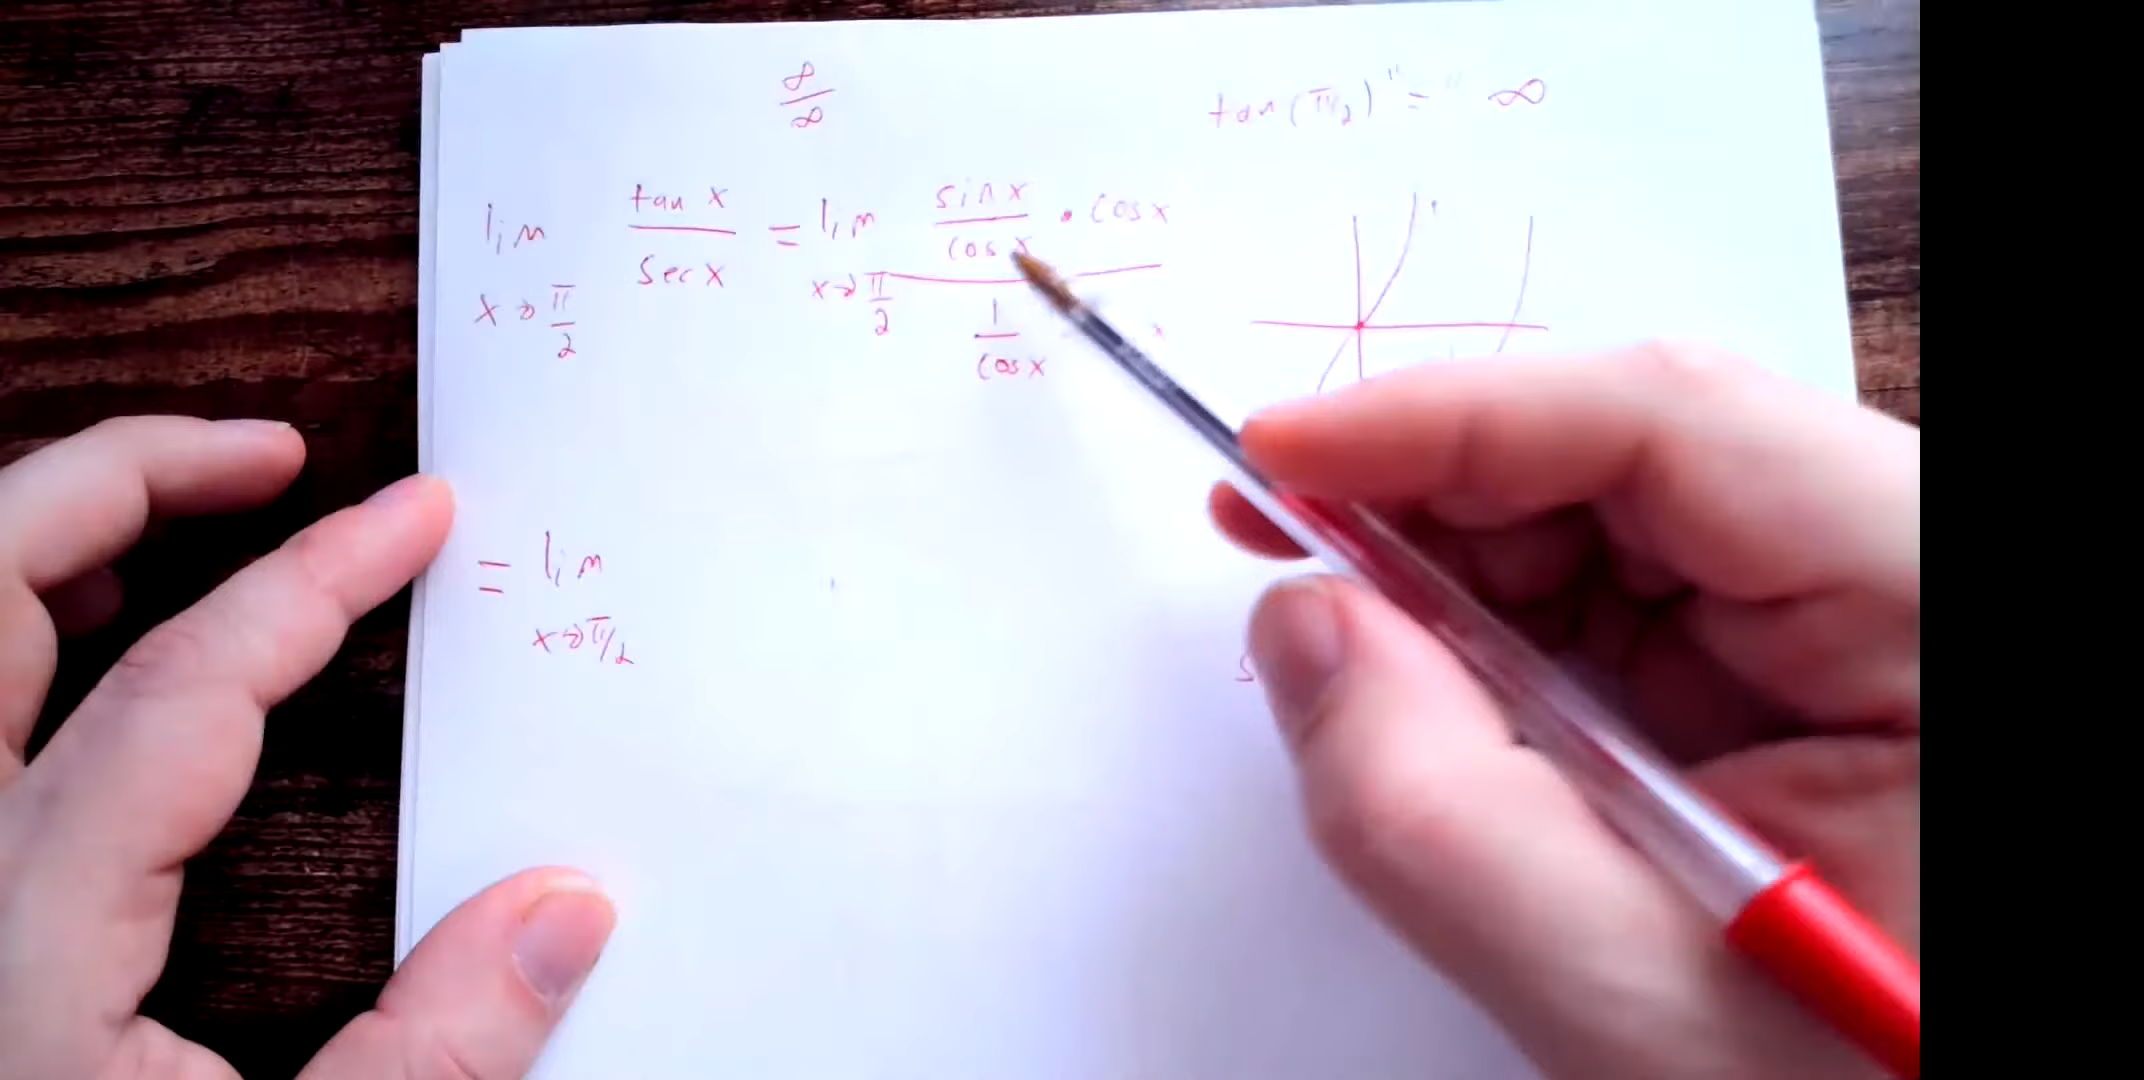 ∞/∞
tan(π/2) "=" ∞
lim x→π/2 tan x / sec x = lim x→π/2 sin x / cos x · cos x / 1 / cos x x
= lim x→π/2
s